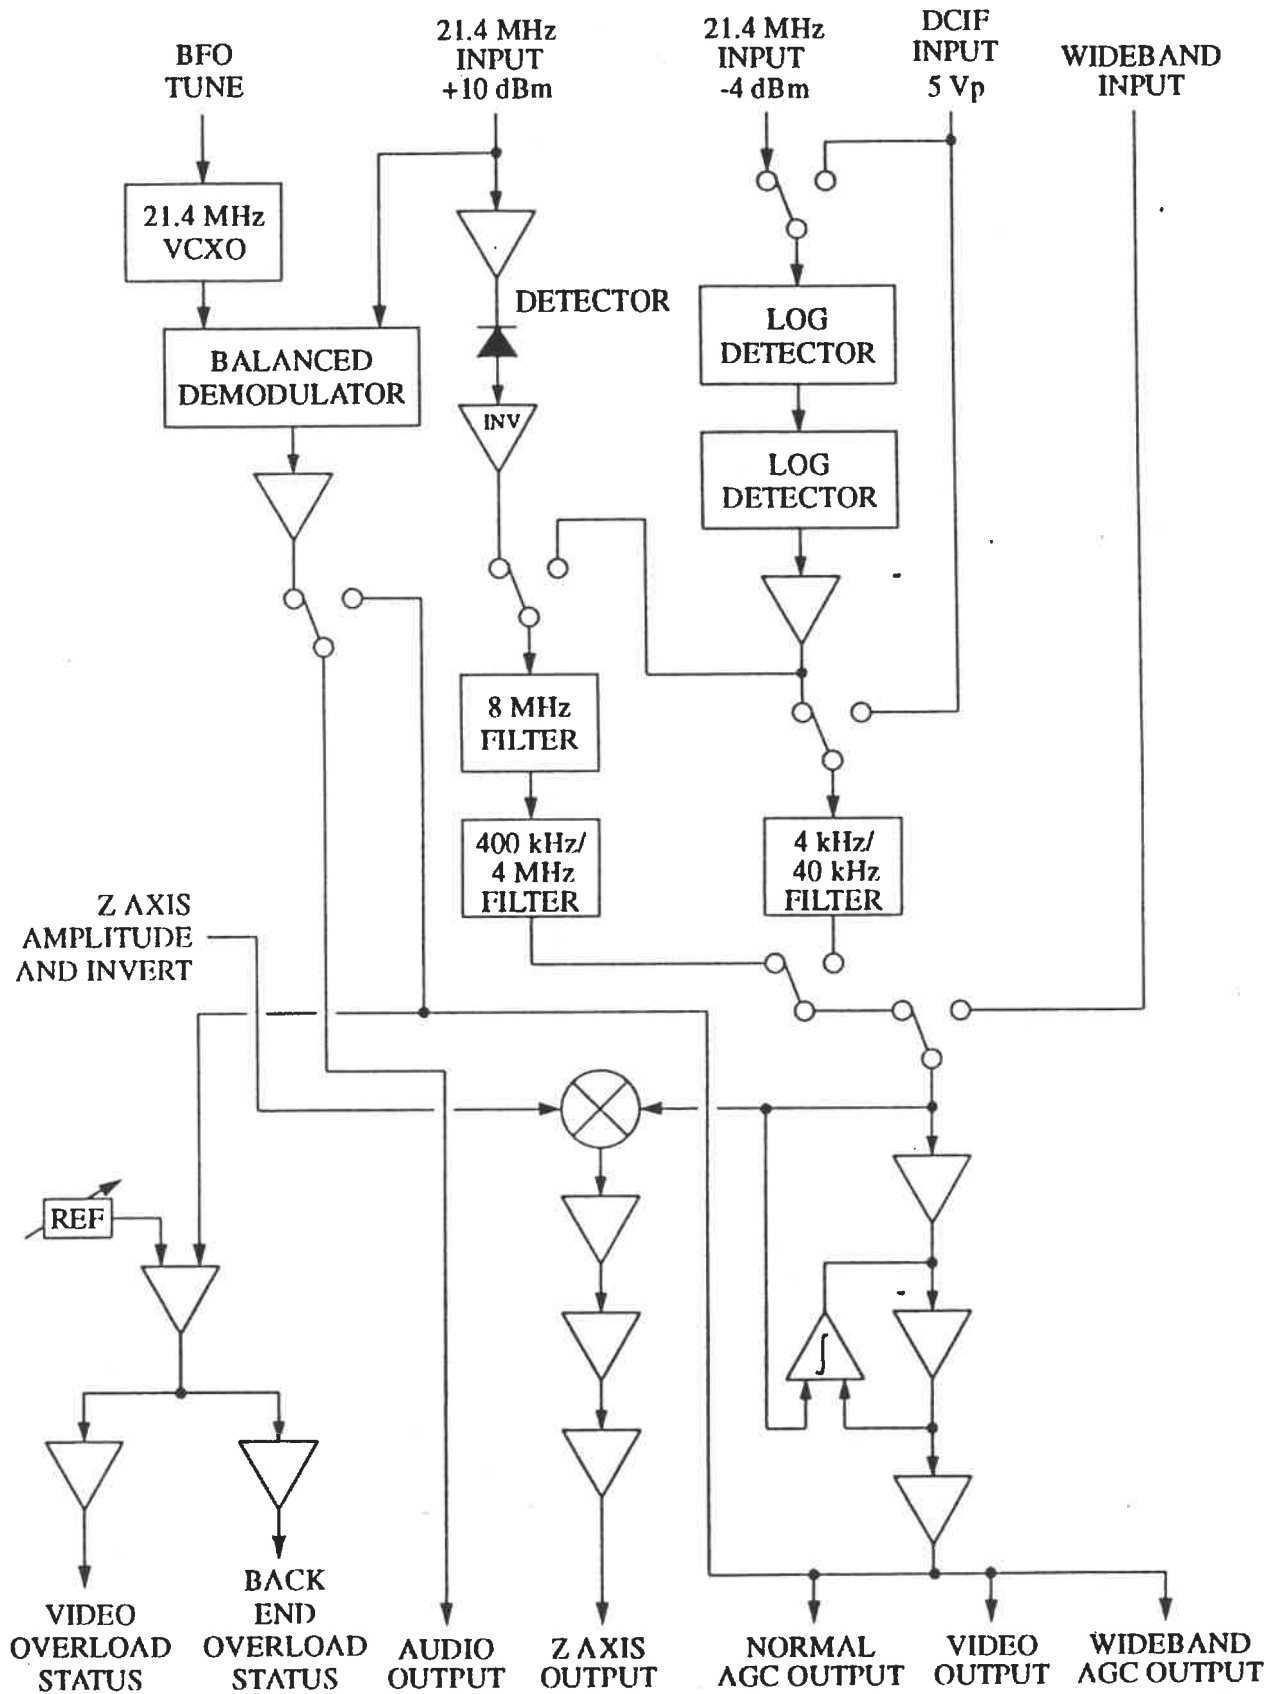 BFO
TUNE
21.4 MHz
INPUT
+10 dBm
21.4 MHz
INPUT
-4 dBm
DCIF
INPUT
5 Vp
WIDEBAND
INPUT
21.4 MHz
VCXO
DETECTOR
LOG
DETECTOR
BALANCED
DEMODULATOR
INV
LOG
DETECTOR
8 MHz
FILTER
400 kHz/
4 MHz
FILTER
4 kHz/
40 kHz
FILTER
Z AXIS
AMPLITUDE
AND INVERT
REF
∫
VIDEO
OVERLOAD
STATUS
BACK
END
OVERLOAD
STATUS
AUDIO
OUTPUT
Z AXIS
OUTPUT
NORMAL
AGC OUTPUT
VIDEO
OUTPUT
WIDEBAND
AGC OUTPUT